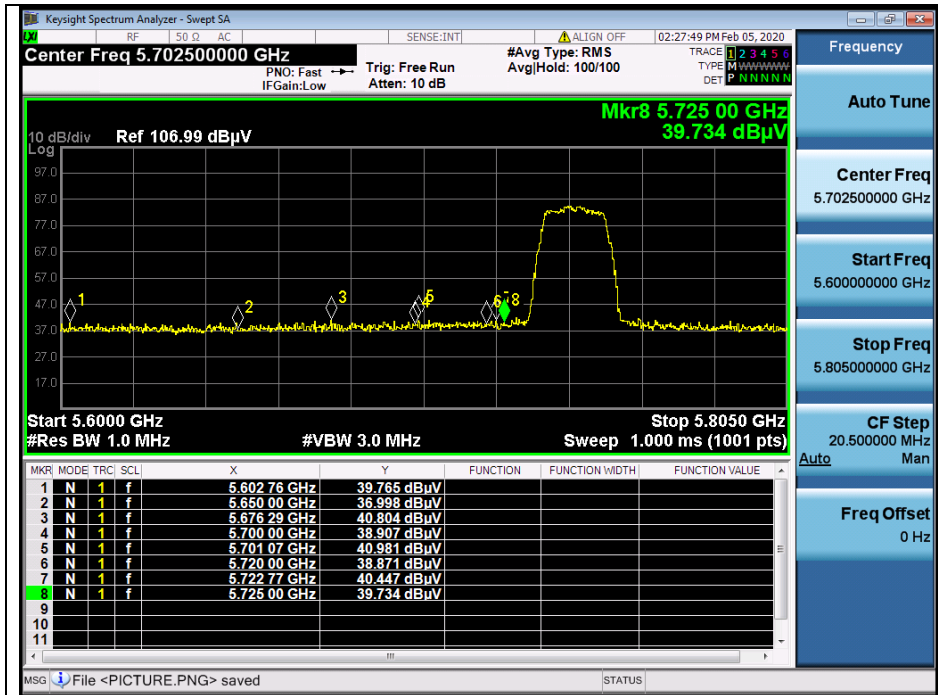 Keysight Spectrum Analyzer - Swept SA
LXI RF 50 Ω AC SENSE:INT ALIGN OFF 02:27:49 PM Feb 05, 2020
Center Freq 5.702500000 GHz
PNO: Fast
IFGain:Low
Trig: Free Run
Atten: 10 dB
#Avg Type: RMS
Avg|Hold: 100/100
TRACE 1 2 3 4 5 6
TYPE M WWWWW
DET P N N N N N
Frequency
Auto Tune
Center Freq
5.702500000 GHz
Start Freq
5.600000000 GHz
Stop Freq
5.805000000 GHz
CF Step
20.500000 MHz
Auto Man
Freq Offset
0 Hz
Mkr8 5.725 00 GHz
39.734 dBµV
10 dB/div Ref 106.99 dBµV
Log
97.0
87.0
77.0
67.0
57.0
47.0
37.0
27.0
17.0
1
2
3
4
5
6
8
Start 5.6000 GHz Stop 5.8050 GHz
#Res BW 1.0 MHz #VBW 3.0 MHz Sweep 1.000 ms (1001 pts)
MKR MODE TRC SCL X Y FUNCTION FUNCTION WIDTH FUNCTION VALUE
1 N 1 f 5.602 76 GHz 39.765 dBµV
2 N 1 f 5.650 00 GHz 36.998 dBµV
3 N 1 f 5.676 29 GHz 40.804 dBµV
4 N 1 f 5.700 00 GHz 38.907 dBµV
5 N 1 f 5.701 07 GHz 40.981 dBµV
6 N 1 f 5.720 00 GHz 38.871 dBµV
7 N 1 f 5.722 77 GHz 40.447 dBµV
8 N 1 f 5.725 00 GHz 39.734 dBµV
9
10
11
MSG File <PICTURE.PNG> saved STATUS